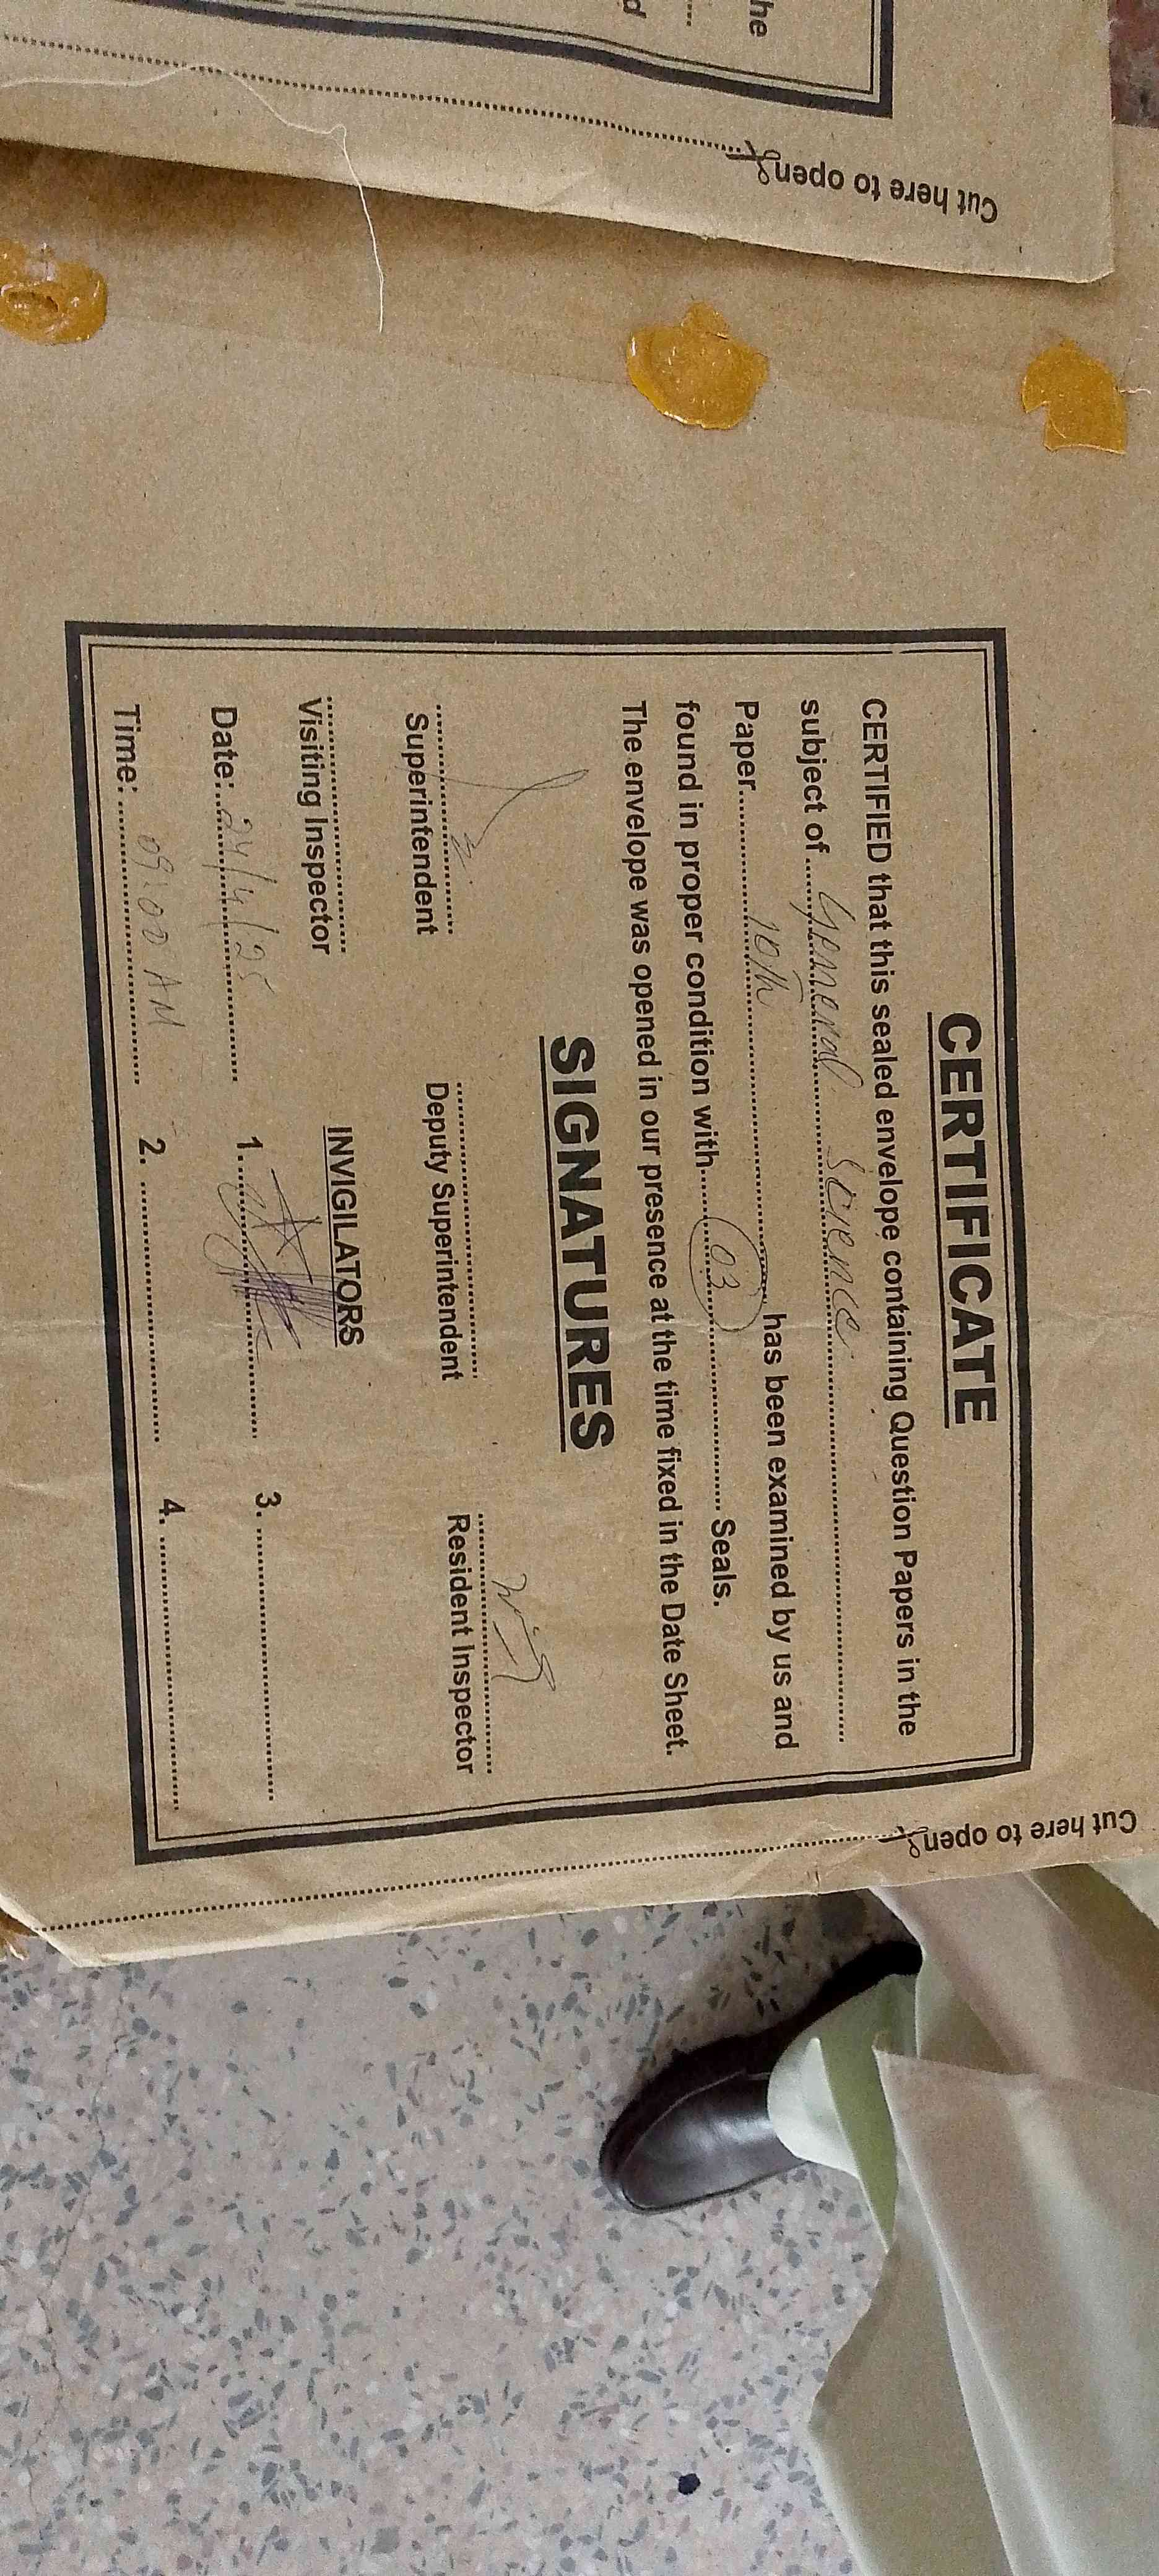 he
d
Cut here to open
CERTIFICATE
CERTIFIED that this sealed envelope containing Question Papers in the
subject of General Science
Paper 10th has been examined by us and
found in proper condition with 03 Seals.
The envelope was opened in our presence at the time fixed in the Date Sheet.
SIGNATURES
Superintendent Deputy Superintendent Resident Inspector
Visiting Inspector INVIGILATORS
Date: 24/4/25 1. 3.
Time: 09:00 AM 2. 4.
Cut here to open